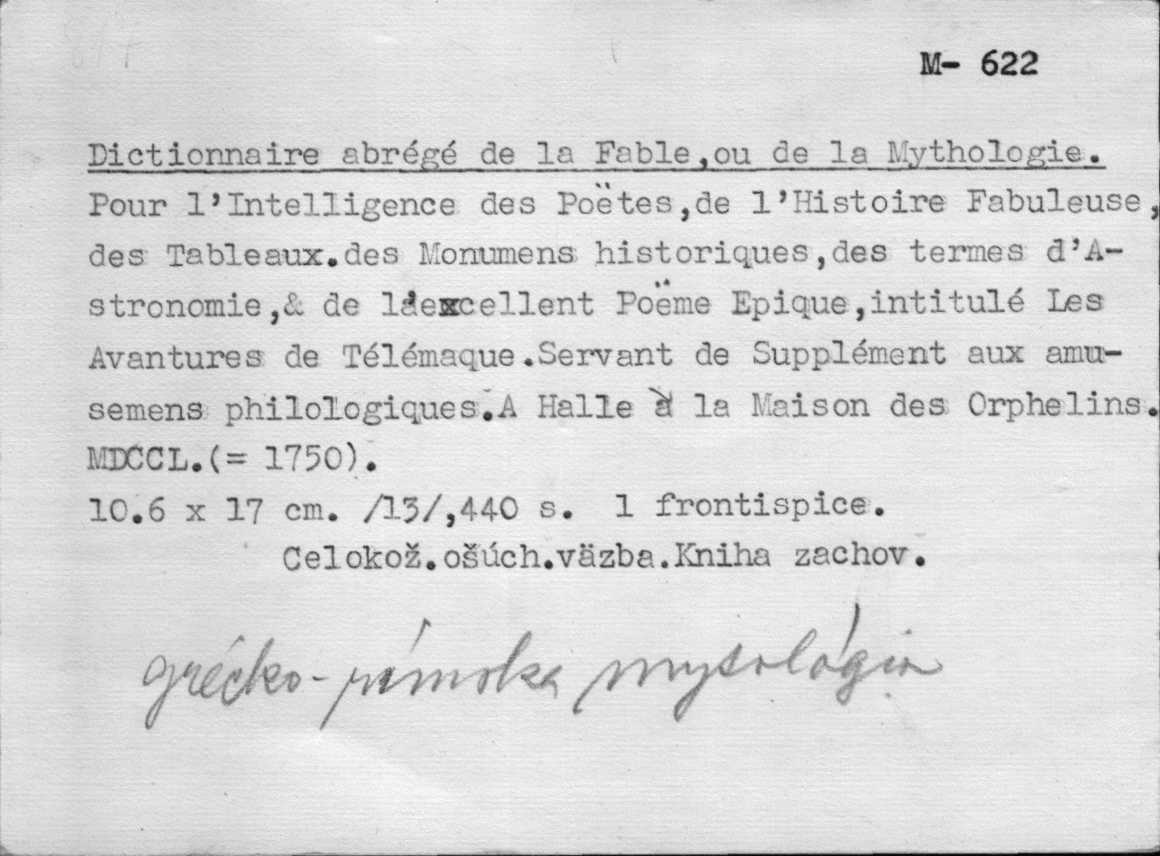 M- 622
Dictionnaire abrégé de la Fable,ou de la Mythologie.
Pour l'Intelligence des Poëtes,de l'Histoire Fabuleuse,
des Tableaux.des Monumens historiques,des termes d'A-
stronomie,& de l'excellent Poëme Epique,intitulé Les
Avantures de Télémaque.Servant de Supplément aux amu-
semens philologiques.A Halle à la Maison des Orphelins.
MDCCL.(= 1750).
10.6 x 17 cm. /13/,440 s. 1 frontispice.
Celokož.ošúch.väzba.Kniha zachov.
grécko-rímska mytológia